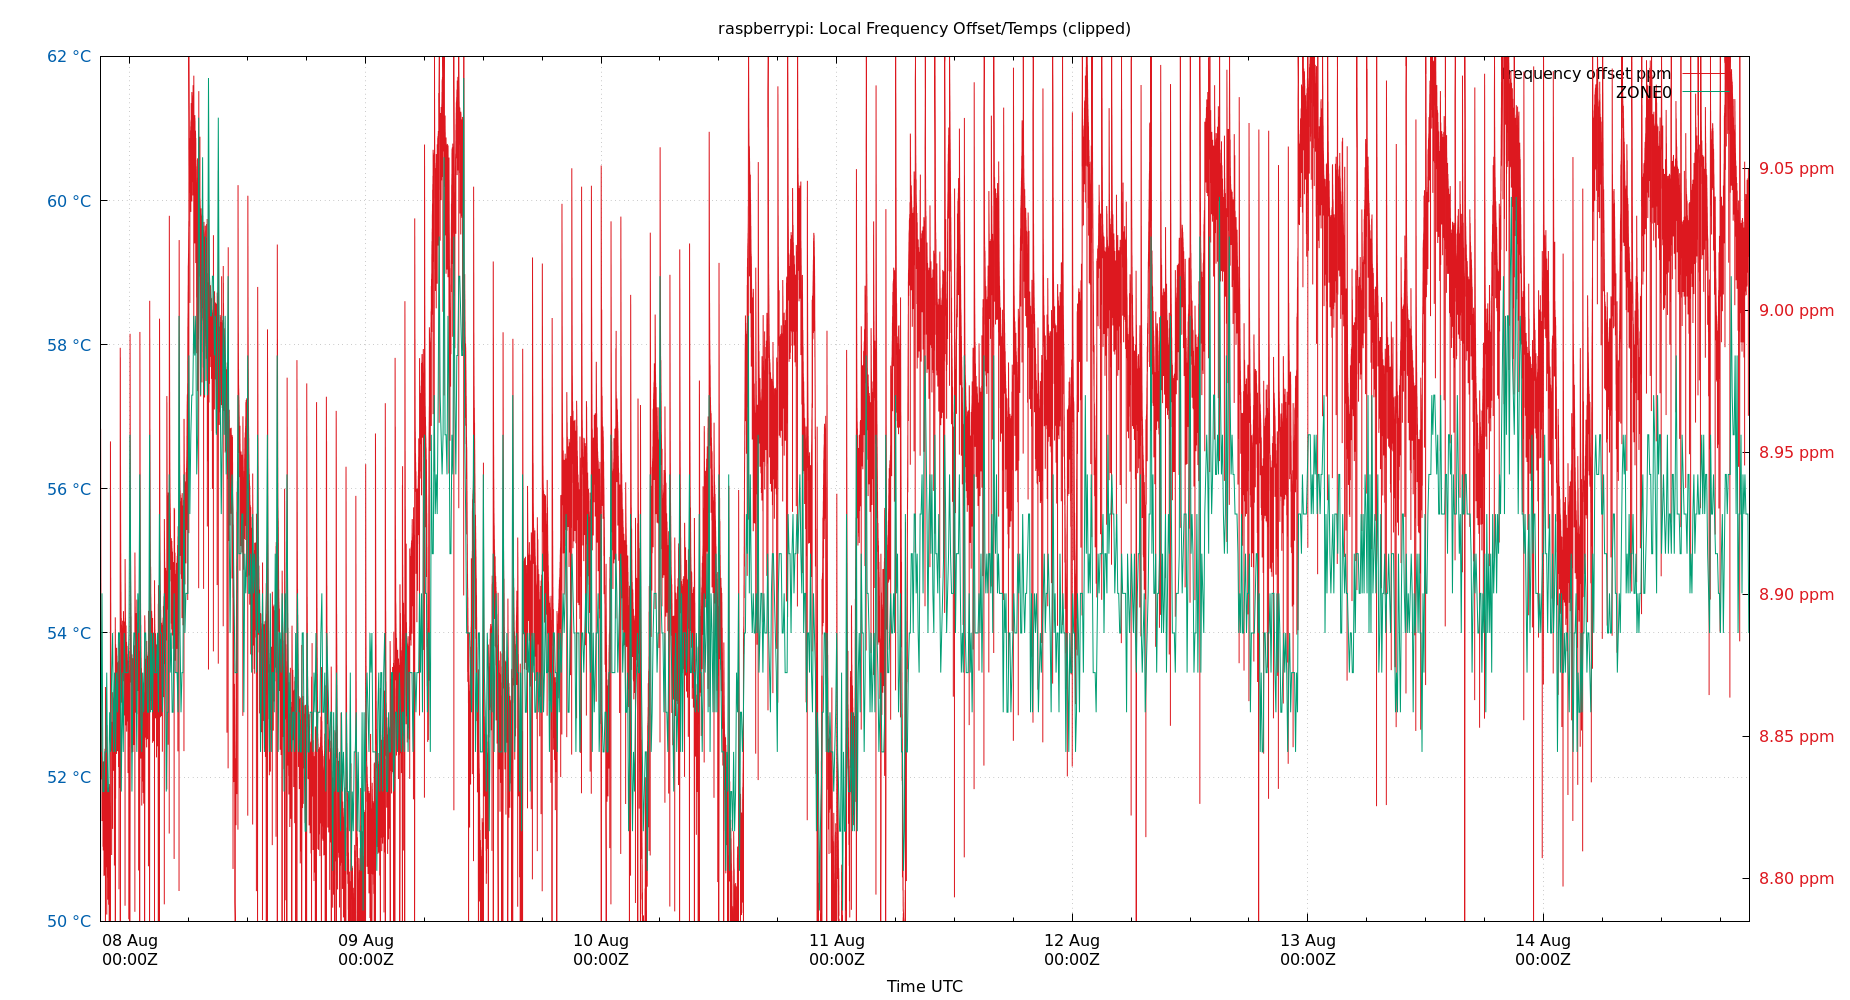 raspberrypi: Local Frequency Offset/Temps (clipped)
62 °C
60 °C
58 °C
56 °C
54 °C
52 °C
50 °C
frequency offset ppm
ZONE0
9.05 ppm
9.00 ppm
8.95 ppm
8.90 ppm
8.85 ppm
8.80 ppm
08 Aug
00:00Z
09 Aug
00:00Z
10 Aug
00:00Z
11 Aug
00:00Z
12 Aug
00:00Z
13 Aug
00:00Z
14 Aug
00:00Z
Time UTC